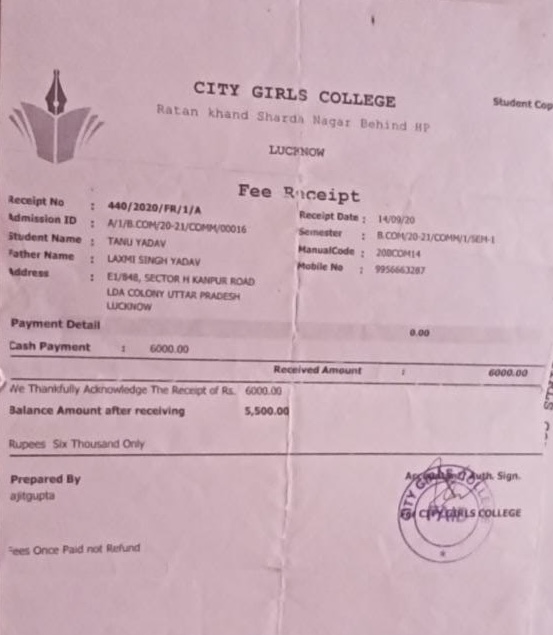 CITY GIRLS COLLEGE
Student Cop
Ratan khand Sharda Nagar Behind HP
LUCKNOW
Fee Receipt
Receipt No : 440/2020/FR/1/A
Receipt Date : 14/09/20
Admission ID : A/1/B.COM/20-21/COMM/00016
Semester : B.COM/20-21/COMM/1/SEM-1
Student Name : TANU YADAV
ManualCode : 20BCOM14
Father Name : LAXMI SINGH YADAV
Mobile No : 9956663287
Address : E1/848, SECTOR H KANPUR ROAD
LDA COLONY UTTAR PRADESH
LUCKNOW
Payment Detail 0.00
Cash Payment : 6000.00
Received Amount : 6000.00
We Thankfully Acknowledge The Receipt of Rs. 6000.00
Balance Amount after receiving 5,500.00
Rupees Six Thousand Only
Prepared By
Auth. Sign.
ajitgupta
CITY GIRLS COLLEGE
PAID
For CITY GIRLS COLLEGE
Fees Once Paid not Refund